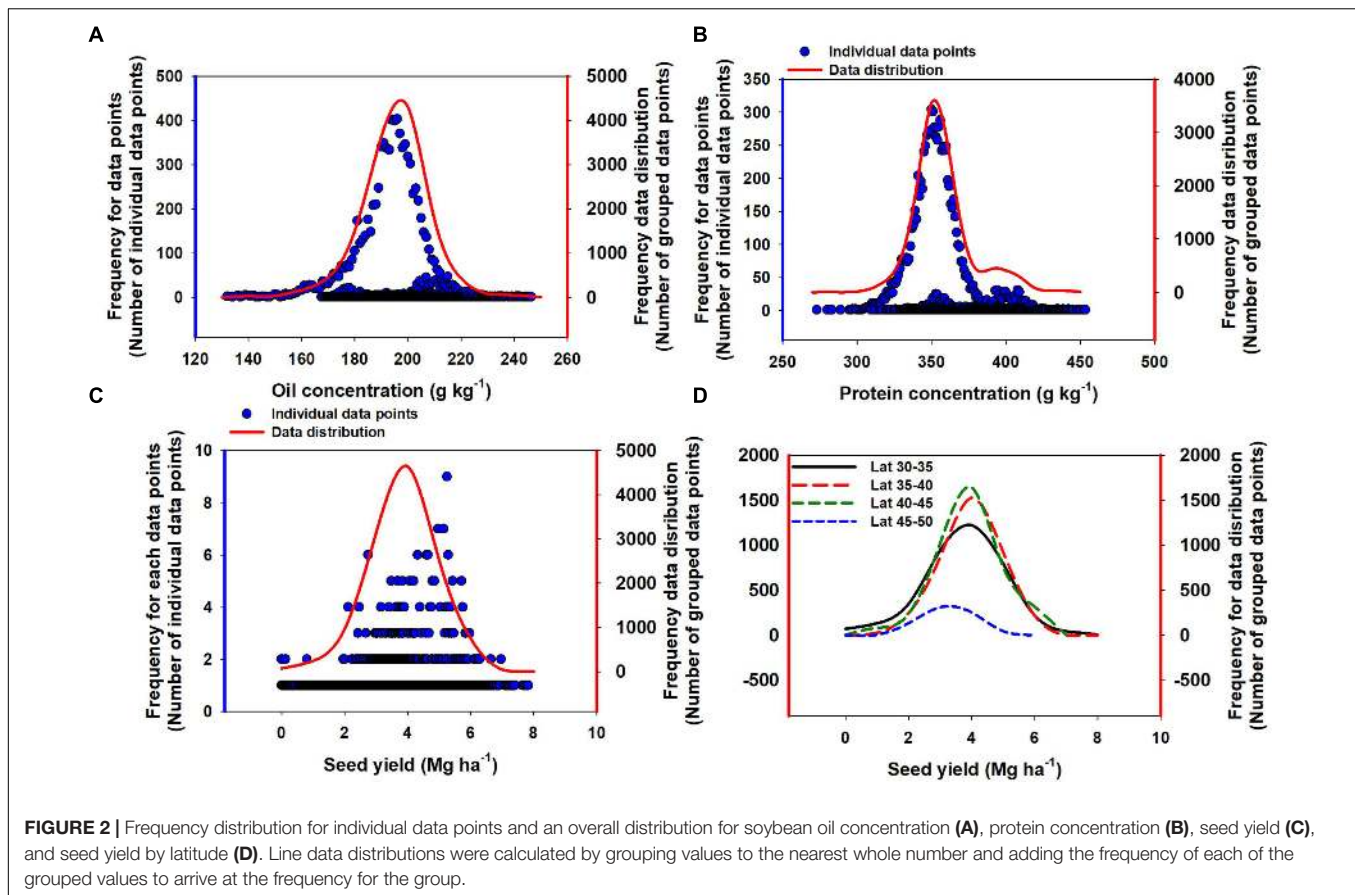 A
Frequency for data points
(Number of individual data points)
500
400
300
200
100
0
5000
4000
3000
2000
1000
0
Frequency data disribution
(Number of grouped data points)
120 140 160 180 200 220 240 260
Oil concentration (g kg⁻¹)
B
Individual data points
Data distribution
Frequency for data points
(Number of individual data points)
350
300
250
200
150
100
50
0
4000
3000
2000
1000
0
Frequency data disribution
(Number of grouped data points)
250 300 350 400 450 500
Protein concentration (g kg⁻¹)
C
Individual data points
Data distribution
Frequency for each data points
(Number of individual data points)
10
8
6
4
2
0
5000
4000
3000
2000
1000
0
Frequency data disribution
(Number of grouped data points)
0 2 4 6 8 10
Seed yield (Mg ha⁻¹)
D
Lat 30-35
Lat 35-40
Lat 40-45
Lat 45-50
2000
1500
1000
500
0
-500
2000
1500
1000
500
0
-500
Frequency for data distribution
(Number of grouped data points)
0 2 4 6 8 10
Seed yield (Mg ha⁻¹)
FIGURE 2 | Frequency distribution for individual data points and an overall distribution for soybean oil concentration (A), protein concentration (B), seed yield (C),
and seed yield by latitude (D). Line data distributions were calculated by grouping values to the nearest whole number and adding the frequency of each of the
grouped values to arrive at the frequency for the group.